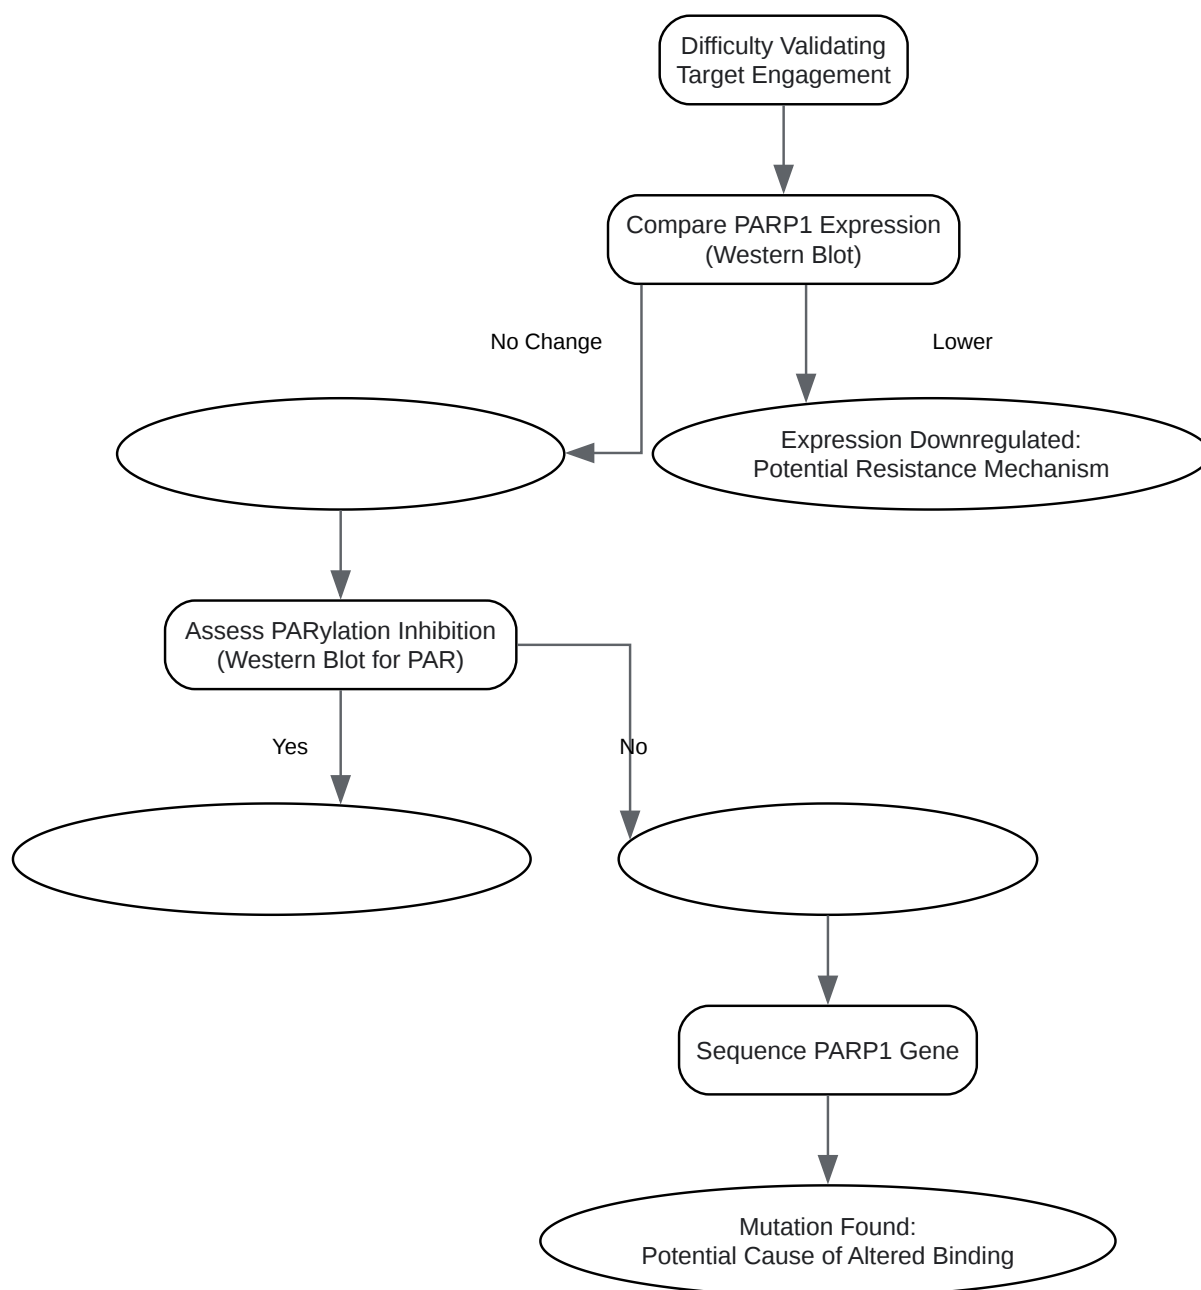 Difficulty Validating
Target Engagement
Compare PARP1 Expression
(Western Blot)
No Change
Lower
Expression Downregulated:
Potential Resistance Mechanism
Assess PARylation Inhibition
(Western Blot for PAR)
Yes
No
Sequence PARP1 Gene
Mutation Found:
Potential Cause of Altered Binding